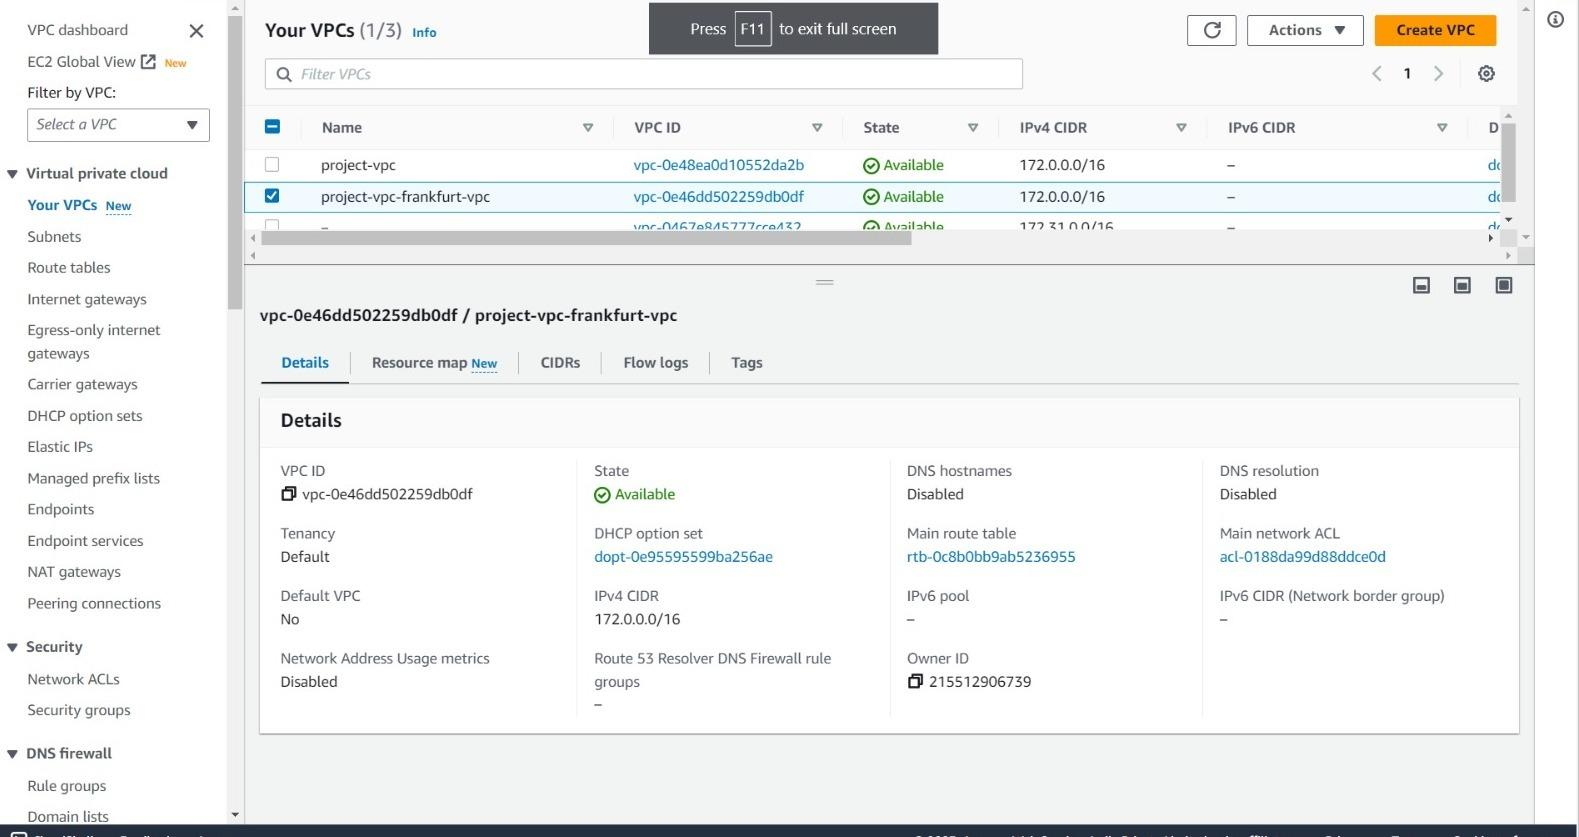 VPC dashboard
EC2 Global View New
Filter by VPC:
Select a VPC
Virtual private cloud
Your VPCs New
Subnets
Route tables
Internet gateways
Egress-only internet
gateways
Carrier gateways
DHCP option sets
Elastic IPs
Managed prefix lists
Endpoints
Endpoint services
NAT gateways
Peering connections
Security
Network ACLs
Security groups
DNS firewall
Rule groups
Domain lists
Your VPCs (1/3) Info
Press F11 to exit full screen
Actions
Create VPC
Filter VPCs
1
Name VPC ID State IPv4 CIDR IPv6 CIDR D
project-vpc vpc-0e48ea0d10552da2b Available 172.0.0.0/16 –
project-vpc-frankfurt-vpc vpc-0e46dd502259db0df Available 172.0.0.0/16 –
– vpc-0467e845777cce432 Available 172.31.0.0/16 –
vpc-0e46dd502259db0df / project-vpc-frankfurt-vpc
Details Resource map New CIDRs Flow logs Tags
Details
VPC ID
vpc-0e46dd502259db0df
State
Available
DNS hostnames
Disabled
DNS resolution
Disabled
Tenancy
Default
DHCP option set
dopt-0e95595599ba256ae
Main route table
rtb-0c8b0bb9ab5236955
Main network ACL
acl-0188da99d88ddce0d
Default VPC
No
IPv4 CIDR
172.0.0.0/16
IPv6 pool
–
IPv6 CIDR (Network border group)
–
Network Address Usage metrics
Disabled
Route 53 Resolver DNS Firewall rule
groups
–
Owner ID
215512906739